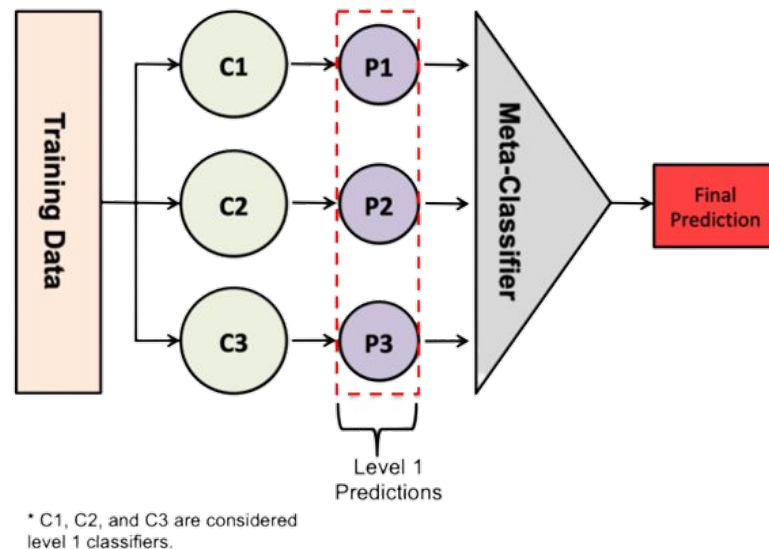 Training Data
C1
P1
C2
P2
C3
P3
Meta-Classifier
Final
Prediction
Level 1
Predictions
* C1, C2, and C3 are considered
level 1 classifiers.